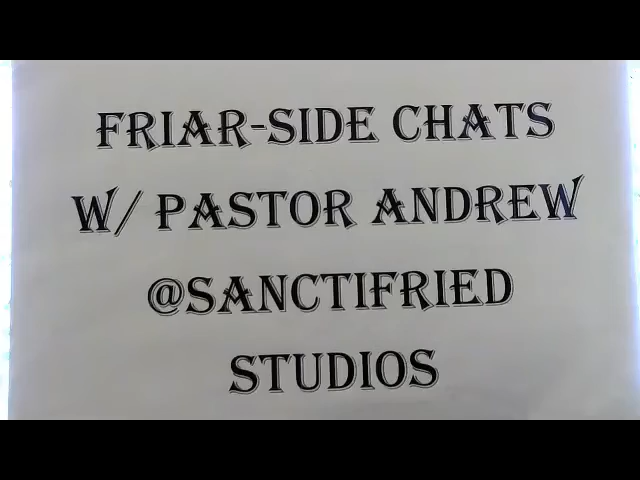 FRIAR-SIDE CHATS
W/ PASTOR ANDREW
@SANCTIFRIED
STUDIOS